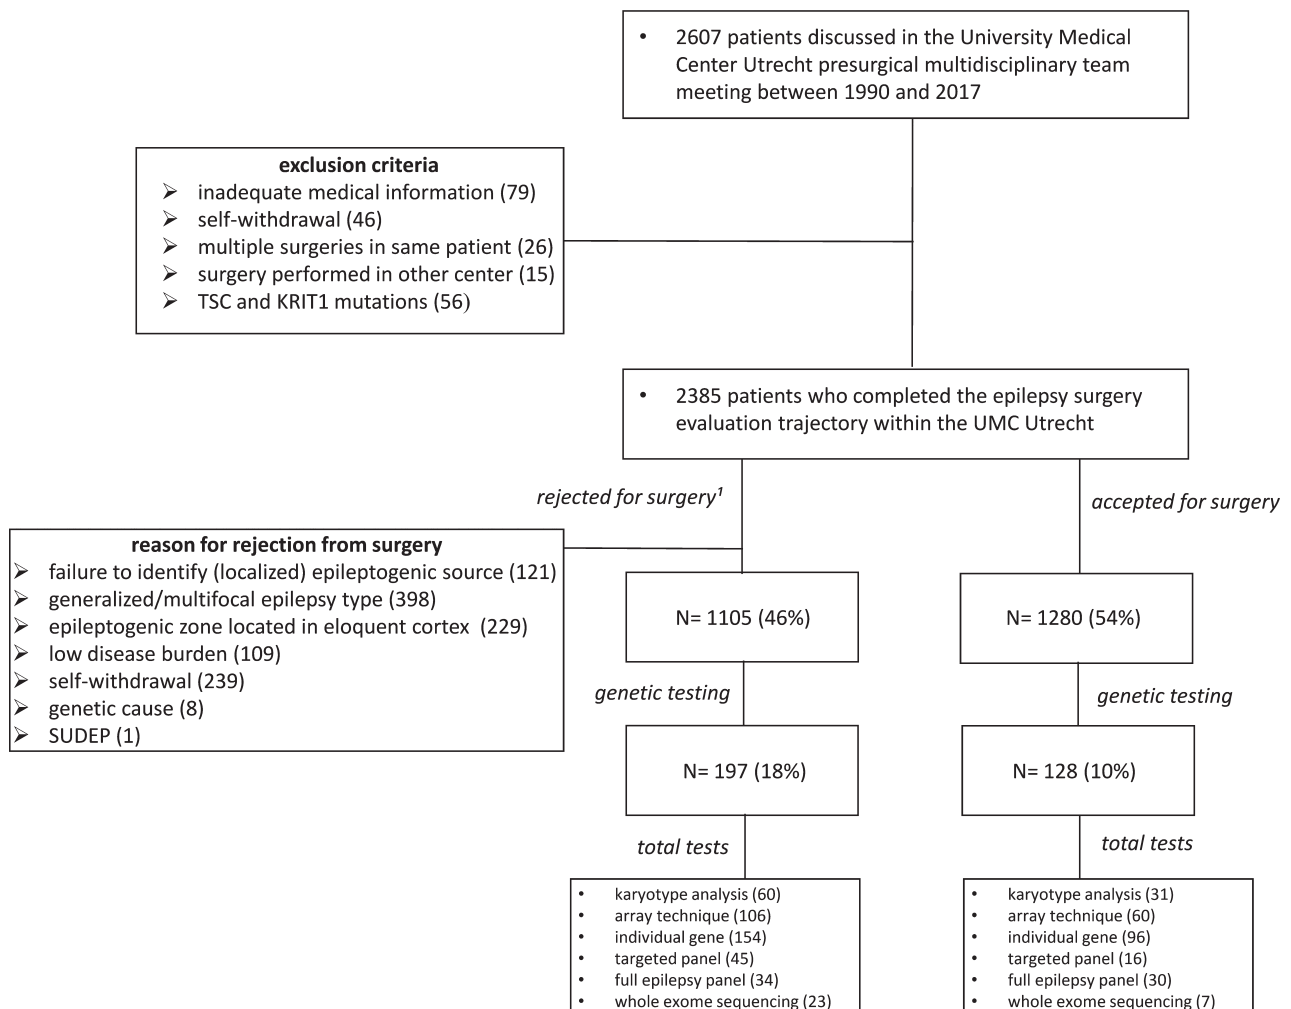 • 2607 patients discussed in the University Medical
Center Utrecht presurgical multidisciplinary team
meeting between 1990 and 2017
exclusion criteria
➢ inadequate medical information (79)
➢ self-withdrawal (46)
➢ multiple surgeries in same patient (26)
➢ surgery performed in other center (15)
➢ TSC and KRIT1 mutations (56)
• 2385 patients who completed the epilepsy surgery
evaluation trajectory within the UMC Utrecht
rejected for surgery¹
accepted for surgery
reason for rejection from surgery
➢ failure to identify (localized) epileptogenic source (121)
➢ generalized/multifocal epilepsy type (398)
➢ epileptogenic zone located in eloquent cortex (229)
➢ low disease burden (109)
➢ self-withdrawal (239)
➢ genetic cause (8)
➢ SUDEP (1)
N= 1105 (46%)
N= 1280 (54%)
genetic testing
genetic testing
N= 197 (18%)
N= 128 (10%)
total tests
total tests
• karyotype analysis (60)
• array technique (106)
• individual gene (154)
• targeted panel (45)
• full epilepsy panel (34)
• whole exome sequencing (23)
• karyotype analysis (31)
• array technique (60)
• individual gene (96)
• targeted panel (16)
• full epilepsy panel (30)
• whole exome sequencing (7)